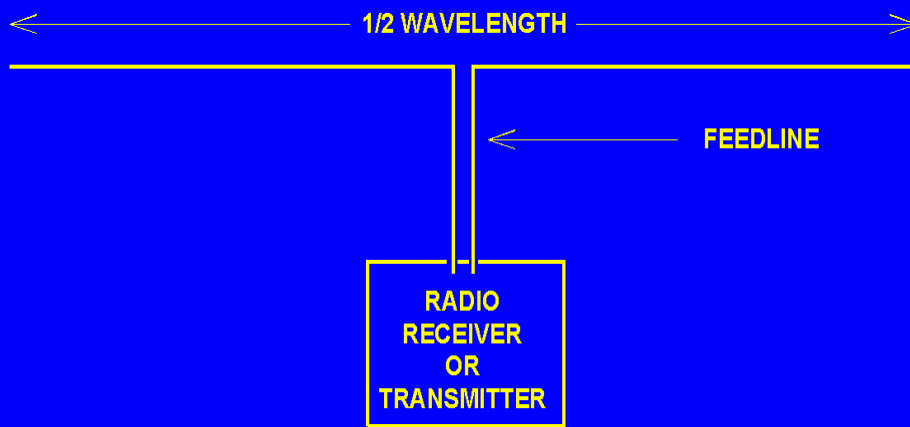 1/2 WAVELENGTH
FEEDLINE
RADIO
RECEIVER
OR
TRANSMITTER